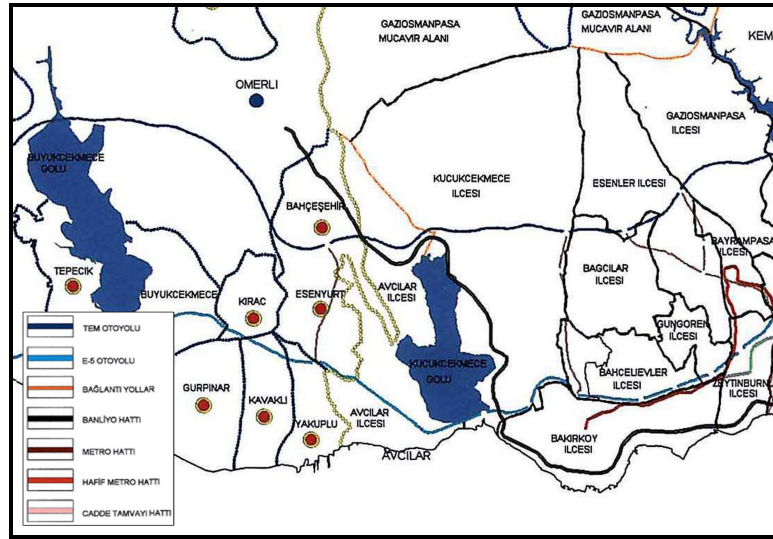 GAZIOSMANPASA
MUCAVIR ALANI
GAZIOSMANPASA
MUCAVIR ALANI
KEM
OMERLI
GAZIOSMANPASA
ILCESI
BUYUKCEKMECE
GOLU
KUCUKCEKMECE
ILCESI
ESENLER ILCESI
BAHÇEŞEHİR
BAYRAMPASA
ILCESI
TEPECIK
BUYUKCEKMECE
KIRAC
ESENYURT
AVCILAR
ILCESI
BAGCILAR
ILCESI
GUNGOREN
ILCESI
KUCUKCEKMECE
GOLU
BAHCELIEVLER
ILCESI
ZEYTINBURN
ILCESI
GURPINAR
KAVAKLI
YAKUPLU
AVCILAR
ILCESI
AVCILAR
BAKIRKOY
ILCESI
TEM OTOYOLU
E-5 OTOYOLU
BAĞLANTI YOLLAR
BANLİYO HATTI
METRO HATTI
HAFİF METRO HATTI
CADDE TAMVAYI HATTI